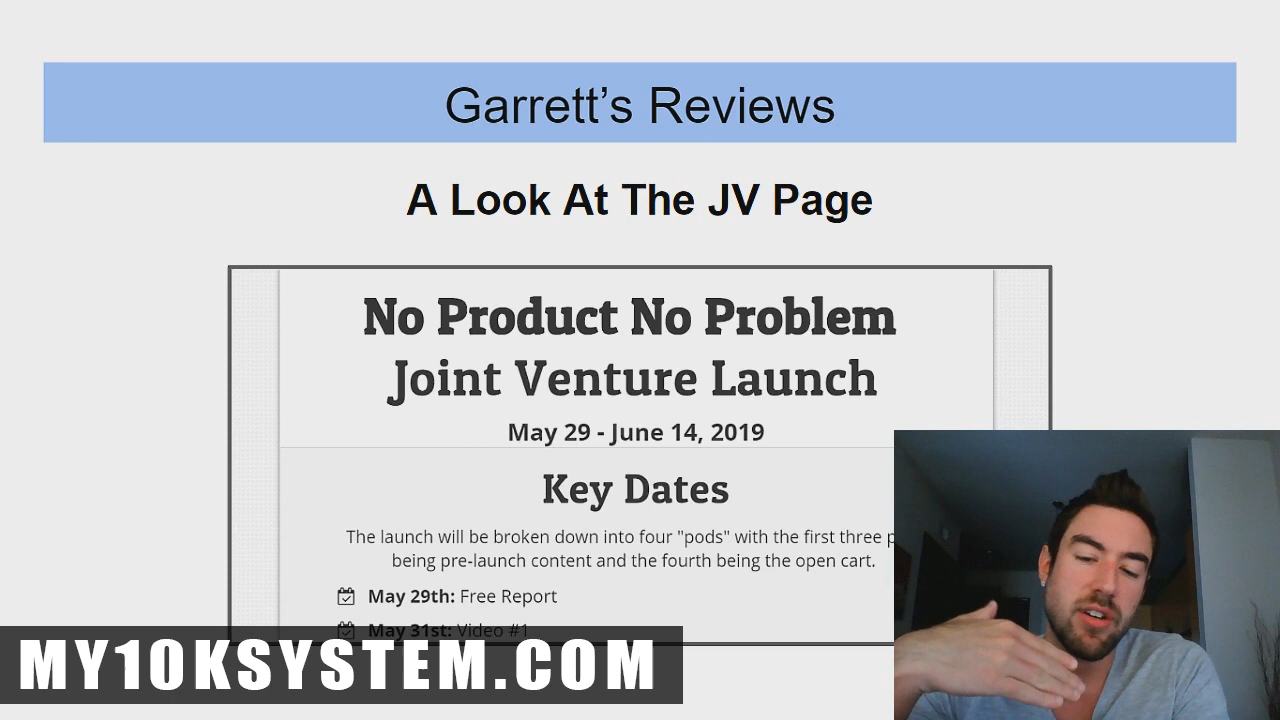 Garrett’s Reviews
A Look At The JV Page
No Product No Problem
Joint Venture Launch
May 29 - June 14, 2019
Key Dates
The launch will be broken down into four "pods" with the first three
being pre-launch content and the fourth being the open cart.
May 29th: Free Report
May 31st: Video #1
MY10KSYSTEM.COM